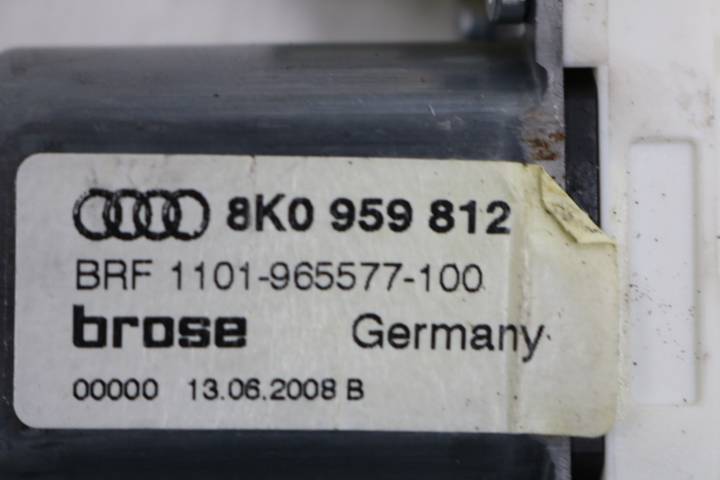 8K0 959 812
BRF 1101-965577-100
brose Germany
00000 13.06.2008 B